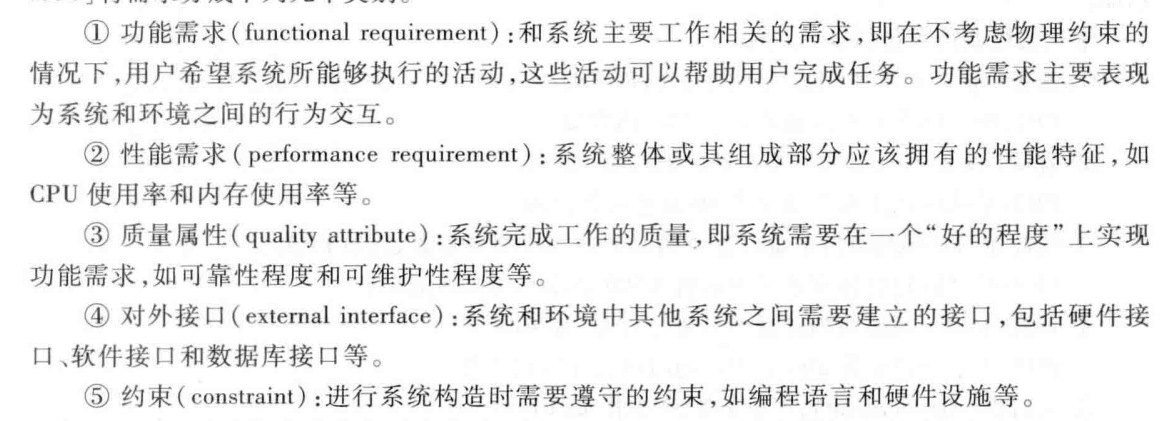 ① 功能需求(functional requirement):和系统主要工作相关的需求,即在不考虑物理约束的
情况下,用户希望系统所能够执行的活动,这些活动可以帮助用户完成任务。功能需求主要表现
为系统和环境之间的行为交互。
② 性能需求(performance requirement):系统整体或其组成部分应该拥有的性能特征,如
CPU 使用率和内存使用率等。
③ 质量属性(quality attribute):系统完成工作的质量,即系统需要在一个“好的程度”上实现
功能需求,如可靠性程度和可维护性程度等。
④ 对外接口(external interface):系统和环境中其他系统之间需要建立的接口,包括硬件接
口、软件接口和数据库接口等。
⑤ 约束(constraint):进行系统构造时需要遵守的约束,如编程语言和硬件设施等。